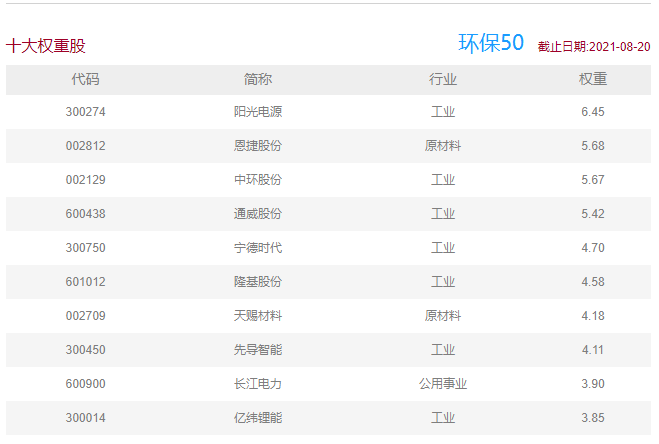 十大权重股 环保50 截止日期:2021-08-20
代码 简称 行业 权重
300274 阳光电源 工业 6.45
002812 恩捷股份 原材料 5.68
002129 中环股份 工业 5.67
600438 通威股份 工业 5.42
300750 宁德时代 工业 4.70
601012 隆基股份 工业 4.58
002709 天赐材料 原材料 4.18
300450 先导智能 工业 4.11
600900 长江电力 公用事业 3.90
300014 亿纬锂能 工业 3.85